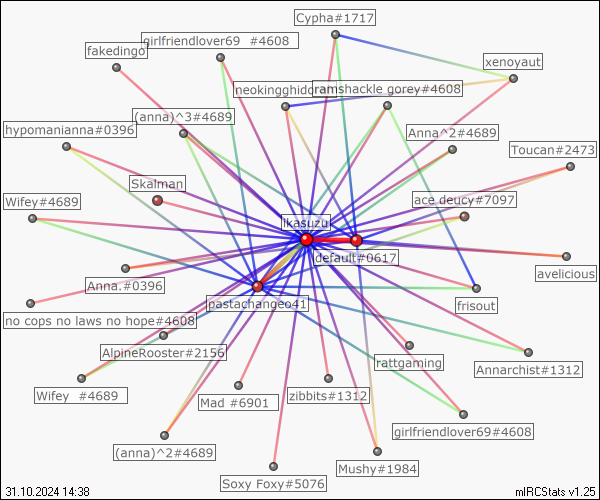 Cypha#1717
girlfriendlover69 #4608
fakedingo
xenoyaut
neokingghido
ramshackle gorey #4608
(anna)^3#4689
hypomanianna#0396
Anna^2#4689
Toucan#2473
Skaiman
Wifey#4689
ace deucy#7097
ikasuzu
default#0617
Anna.#0396
avelicious
pastachangeo41
frisout
no cops no laws no hope#4608
AlpineRooster#2156
rattgaming
Annarchist#1312
Wifey #4689
Mad #6901
zibbits#1312
girlfriendlover69#4608
(anna)^2#4689
Mushy#1984
Soxy Foxy#5076
31.10.2024 14:38
mIRCStats v1.25